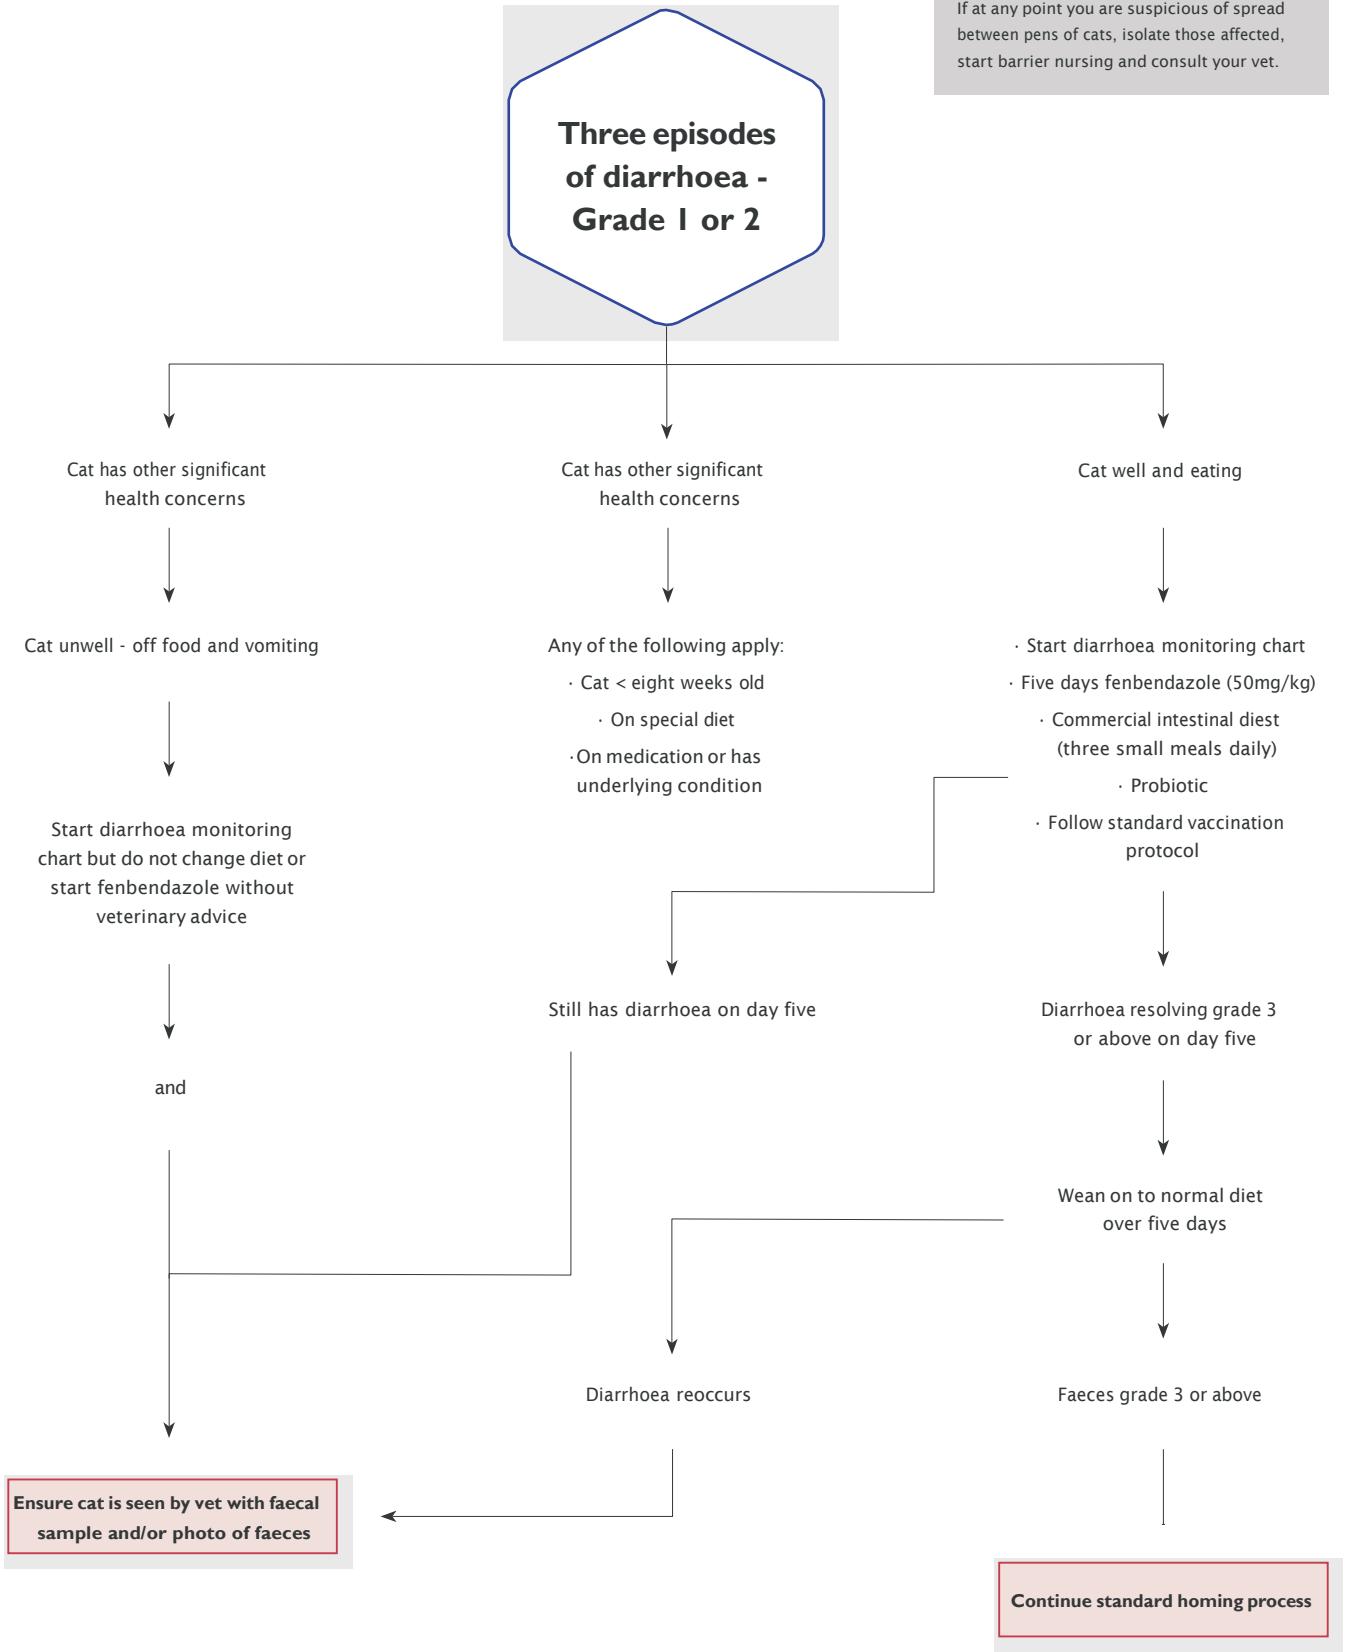 If at any point you are suspicious of spread
between pens of cats, isolate those affected,
start barrier nursing and consult your vet.
Three episodes
of diarrhoea -
Grade 1 or 2
Cat has other significant
health concerns
Cat has other significant
health concerns
Cat well and eating
Cat unwell - off food and vomiting
Any of the following apply:
· Cat < eight weeks old
· On special diet
· On medication or has
underlying condition
· Start diarrhoea monitoring chart
· Five days fenbendazole (50mg/kg)
· Commercial intestinal diest
(three small meals daily)
· Probiotic
· Follow standard vaccination
protocol
Start diarrhoea monitoring
chart but do not change diet or
start fenbendazole without
veterinary advice
Still has diarrhoea on day five
Diarrhoea resolving grade 3
or above on day five
and
Wean on to normal diet
over five days
Diarrhoea reoccurs
Faeces grade 3 or above
Ensure cat is seen by vet with faecal
sample and/or photo of faeces
Continue standard homing process